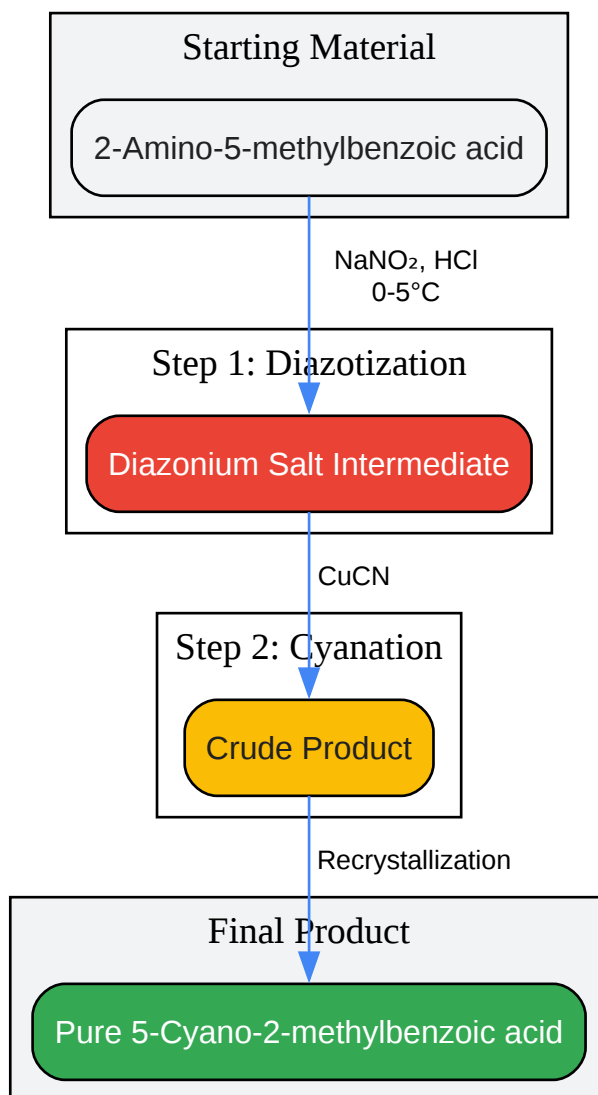 Starting Material
2-Amino-5-methylbenzoic acid
NaNO₂, HCl
0-5°C
Step 1: Diazotization
Diazonium Salt Intermediate
CuCN
Step 2: Cyanation
Crude Product
Recrystallization
Final Product
Pure 5-Cyano-2-methylbenzoic acid